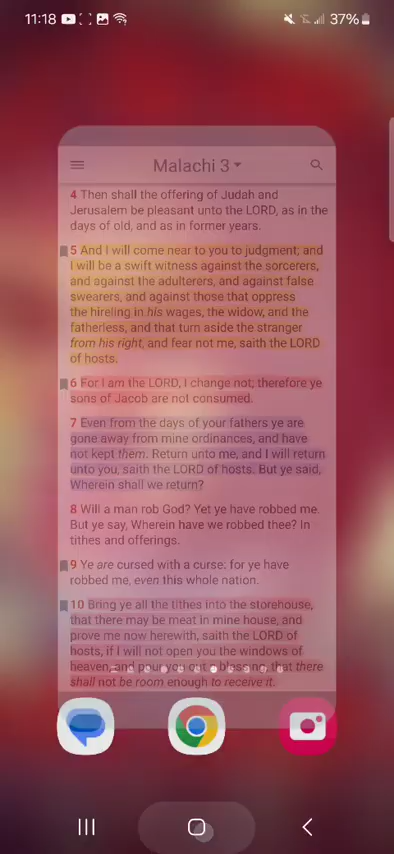 11:18
37%
Malachi 3
4 Then shall the offering of Judah and
Jerusalem be pleasant unto the LORD, as in the
days of old, and as in former years.
5 And I will come near to you to judgment; and
I will be a swift witness against the sorcerers,
and against the adulterers, and against false
swearers, and against those that oppress
the hireling in his wages, the widow, and the
fatherless, and that turn aside the stranger
from his right, and fear not me, saith the LORD
of hosts.
6 For I am the LORD, I change not; therefore ye
sons of Jacob are not consumed.
7 Even from the days of your fathers ye are
gone away from mine ordinances, and have
not kept them. Return unto me, and I will return
unto you, saith the LORD of hosts. But ye said,
Wherein shall we return?
8 Will a man rob God? Yet ye have robbed me.
But ye say, Wherein have we robbed thee? In
tithes and offerings.
9 Ye are cursed with a curse: for ye have
robbed me, even this whole nation.
10 Bring ye all the tithes into the storehouse,
that there may be meat in mine house, and
prove me now herewith, saith the LORD of
hosts, if I will not open you the windows of
heaven, and pour you out a blessing, that there
shall not be room enough to receive it.